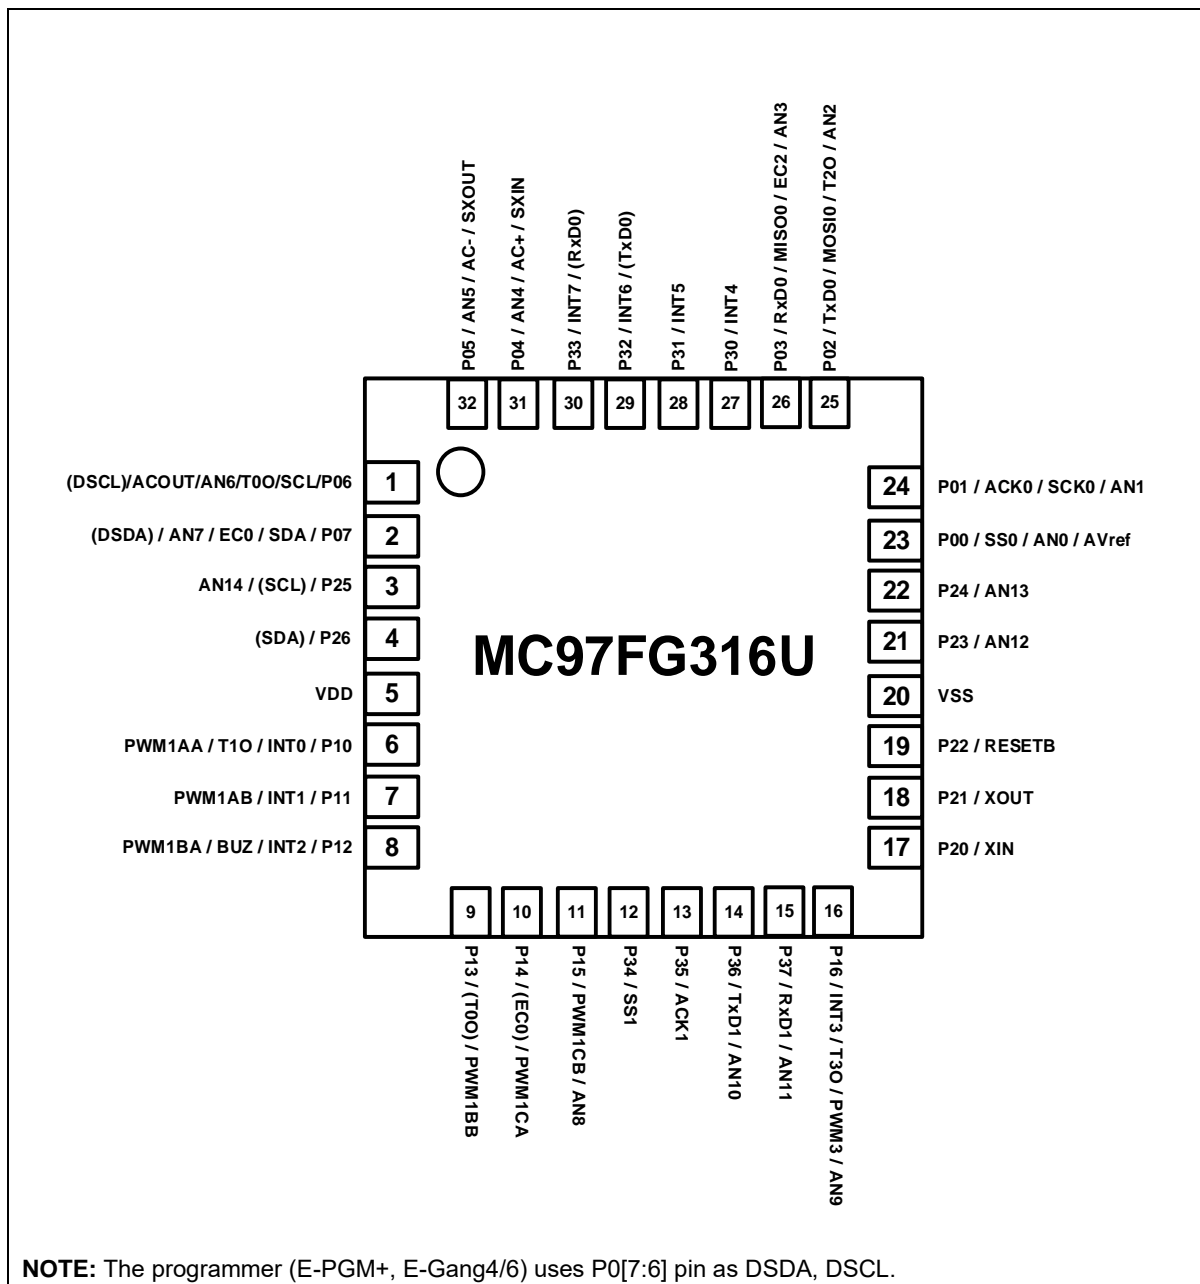 P05 / AN5 / AC- / SXOUT
P04 / AN4 / AC+ / SXIN
P33 / INT7 / (RxD0)
P32 / INT6 / (TxD0)
P31 / INT5
P30 / INT4
P03 / RxD0 / MISO0 / EC2 / AN3
P02 / TxD0 / MOSI0 / T2O / AN2
32
31
30
29
28
27
26
25
(DSCL)/ACOUT/AN6/T0O/SCL/P06
1
(DSDA) / AN7 / EC0 / SDA / P07
2
AN14 / (SCL) / P25
3
(SDA) / P26
4
VDD
5
PWM1AA / T1O / INT0 / P10
6
PWM1AB / INT1 / P11
7
PWM1BA / BUZ / INT2 / P12
8
MC97FG316U
24
P01 / ACK0 / SCK0 / AN1
23
P00 / SS0 / AN0 / AVref
22
P24 / AN13
21
P23 / AN12
20
VSS
19
P22 / RESETB
18
P21 / XOUT
17
P20 / XIN
9
10
11
12
13
14
15
16
P13 / (T0O) / PWM1BB
P14 / (EC0) / PWM1CA
P15 / PWM1CB / AN8
P34 / SS1
P35 / ACK1
P36 / TxD1 / AN10
P37 / RxD1 / AN11
P16 / INT3 / T3O / PWM3 / AN9
NOTE: The programmer (E-PGM+, E-Gang4/6) uses P0[7:6] pin as DSDA, DSCL.